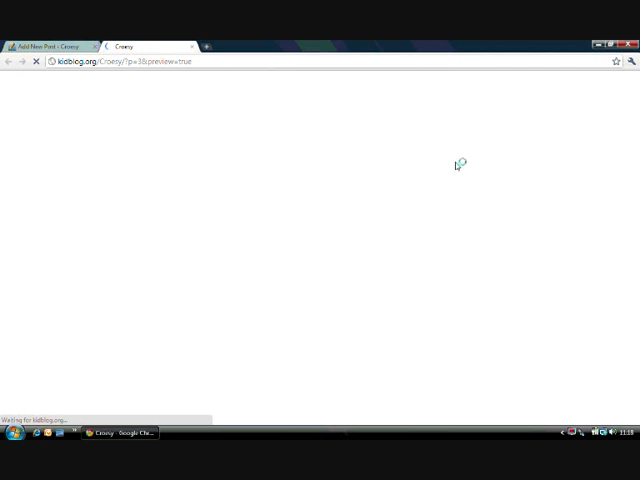 Add New Post ‹ Croesy
Croesy
kidblog.org/Croesy/?p=3&preview=true
Waiting for kidblog.org...
Croesy - Google Chr...
11:13